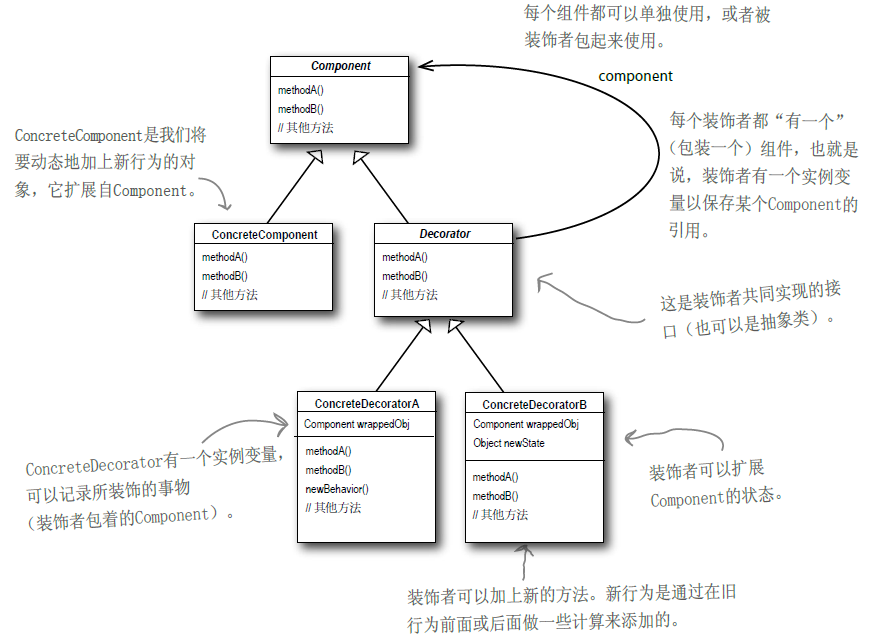 每个组件都可以单独使用，或者被
装饰者包起来使用。
Component
methodA()
methodB()
// 其他方法
component
ConcreteComponent是我们将
要动态地加上新行为的对
象，它扩展自Component。
每个装饰者都“有一个”
（包装一个）组件，也就是
说，装饰者有一个实例变
量以保存某个Component的
引用。
ConcreteComponent
methodA()
methodB()
// 其他方法
Decorator
methodA()
methodB()
// 其他方法
这是装饰者共同实现的接
口（也可以是抽象类）。
ConcreteDecoratorA
Component wrappedObj
methodA()
methodB()
newBehavior()
// 其他方法
ConcreteDecoratorB
Component wrappedObj
Object newState
methodA()
methodB()
// 其他方法
ConcreteDecorator有一个实例变量，
可以记录所装饰的事物
（装饰者包着的Component）。
装饰者可以扩展
Component的状态。
装饰者可以加上新的方法。新行为是通过在旧
行为前面或后面做一些计算来添加的。